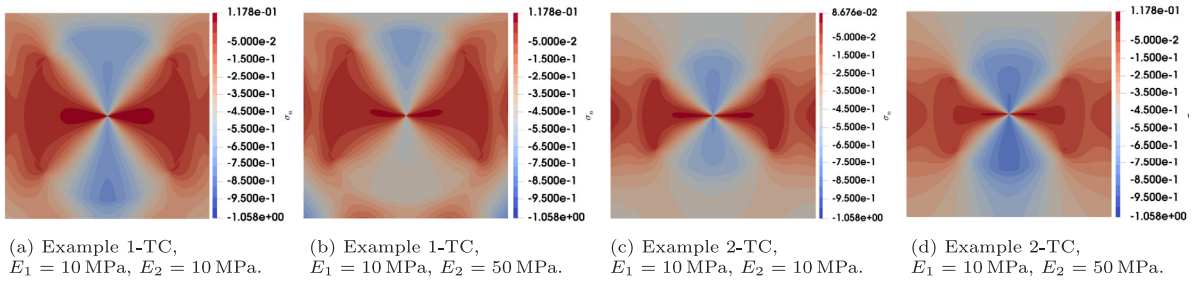 1.178e-01
-5.000e-2
-1.500e-1
-2.500e-1
-3.500e-1
-4.500e-1
-5.500e-1
-6.500e-1
-7.500e-1
-8.500e-1
-9.500e-1
-1.058e+00
σn
1.178e-01
-5.000e-2
-1.500e-1
-2.500e-1
-3.500e-1
-4.500e-1
-5.500e-1
-6.500e-1
-7.500e-1
-8.500e-1
-9.500e-1
-1.058e+00
σn
8.676e-02
-5.000e-2
-1.500e-1
-2.500e-1
-3.500e-1
-4.500e-1
-5.500e-1
-6.500e-1
-7.500e-1
-8.500e-1
-9.500e-1
-1.058e+00
σn
1.178e-01
-5.000e-2
-1.500e-1
-2.500e-1
-3.500e-1
-4.500e-1
-5.500e-1
-6.500e-1
-7.500e-1
-8.500e-1
-9.500e-1
-1.058e+00
(a) Example 1-TC,
E1 = 10 MPa, E2 = 10 MPa.
(b) Example 1-TC,
E1 = 10 MPa, E2 = 50 MPa.
(c) Example 2-TC,
E1 = 10 MPa, E2 = 10 MPa.
(d) Example 2-TC,
E1 = 10 MPa, E2 = 50 MPa.